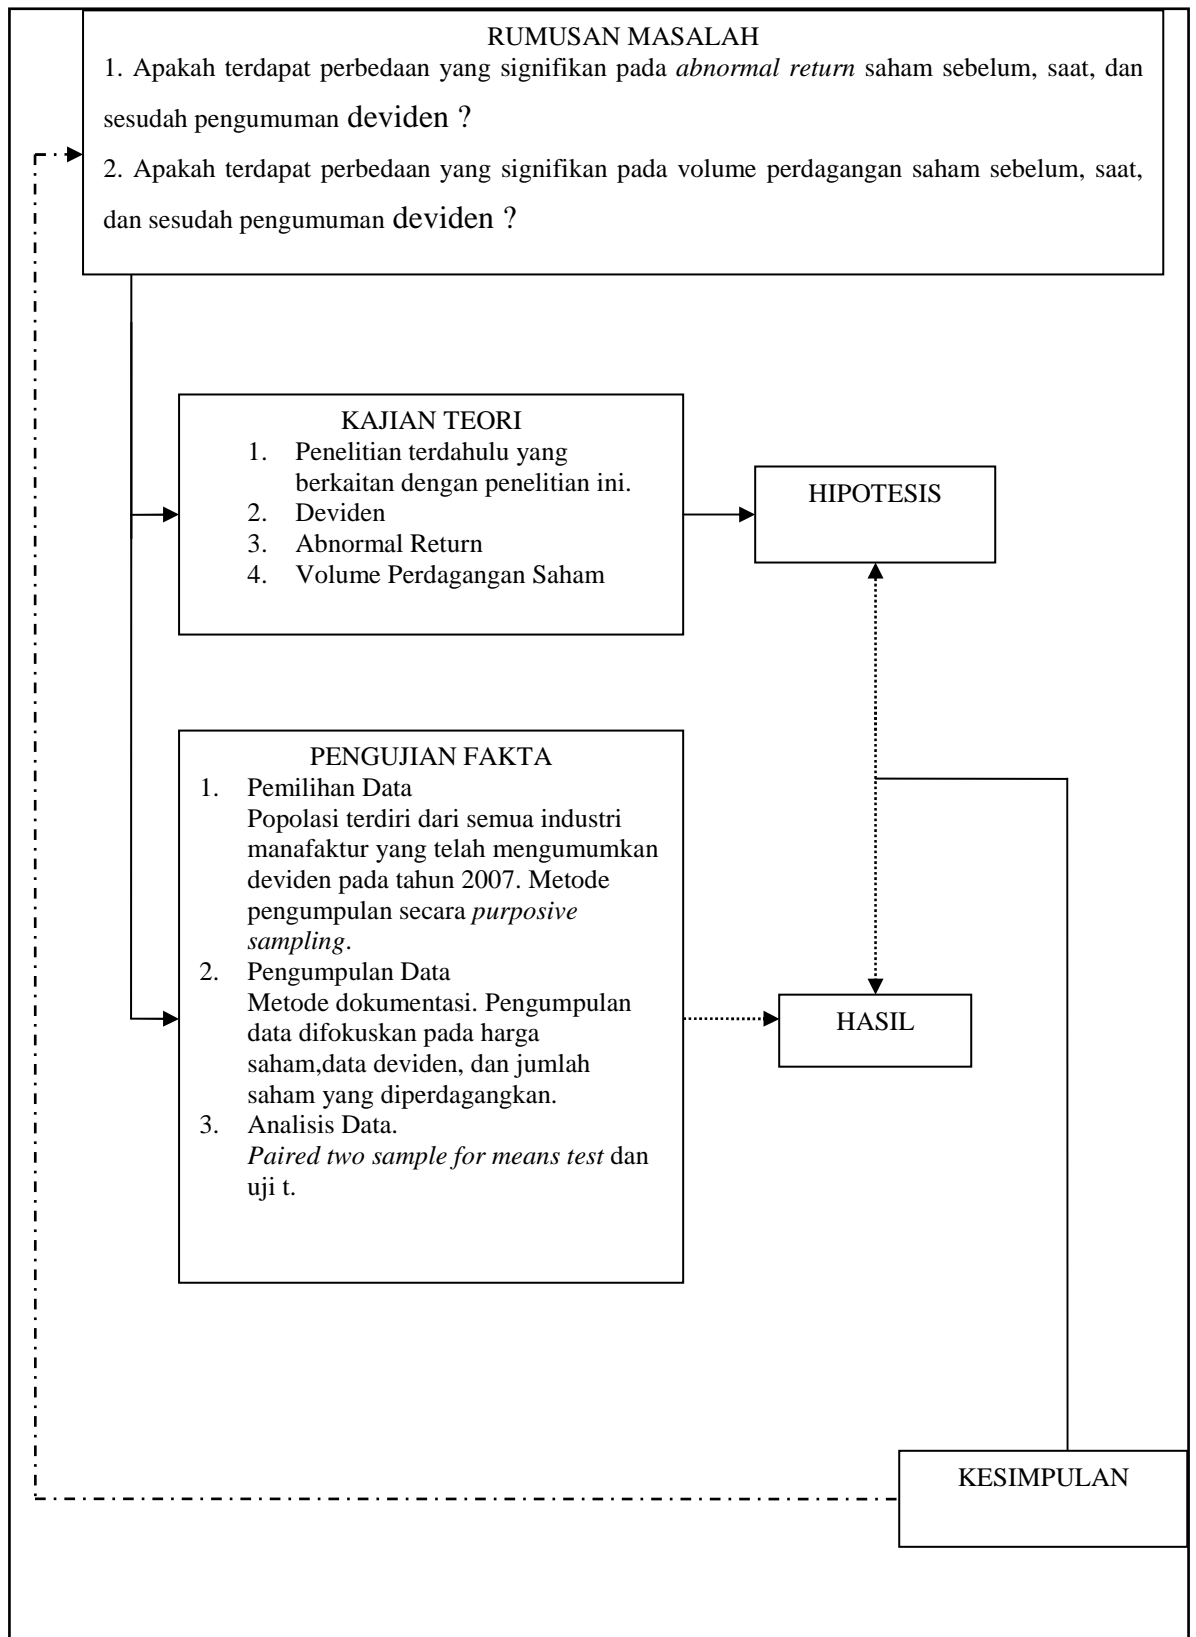 RUMUSAN MASALAH
1. Apakah terdapat perbedaan yang signifikan pada abnormal return saham sebelum, saat, dan
sesudah pengumuman deviden ?
2. Apakah terdapat perbedaan yang signifikan pada volume perdagangan saham sebelum, saat,
dan sesudah pengumuman deviden ?
KAJIAN TEORI
1. Penelitian terdahulu yang
berkaitan dengan penelitian ini.
2. Deviden
3. Abnormal Return
4. Volume Perdagangan Saham
HIPOTESIS
PENGUJIAN FAKTA
1. Pemilihan Data
Popolasi terdiri dari semua industri
manafaktur yang telah mengumumkan
deviden pada tahun 2007. Metode
pengumpulan secara purposive
sampling.
2. Pengumpulan Data
Metode dokumentasi. Pengumpulan
data difokuskan pada harga
saham,data deviden, dan jumlah
saham yang diperdagangkan.
3. Analisis Data.
Paired two sample for means test dan
uji t.
HASIL
KESIMPULAN